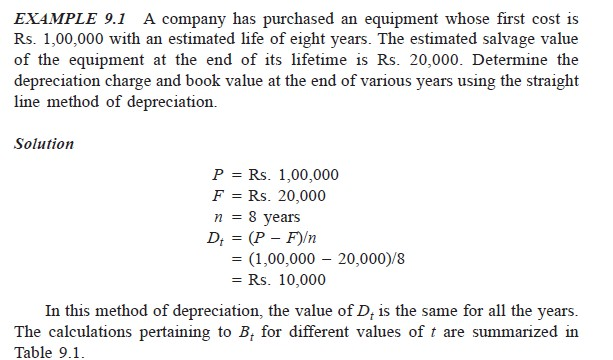 EXAMPLE 9.1 A company has purchased an equipment whose first cost is
Rs. 1,00,000 with an estimated life of eight years. The estimated salvage value
of the equipment at the end of its lifetime is Rs. 20,000. Determine the
depreciation charge and book value at the end of various years using the straight
line method of depreciation.
Solution
P = Rs. 1,00,000
F = Rs. 20,000
n = 8 years
Dt = (P – F)/n
= (1,00,000 – 20,000)/8
= Rs. 10,000
In this method of depreciation, the value of Dt is the same for all the years.
The calculations pertaining to Bt for different values of t are summarized in
Table 9.1.